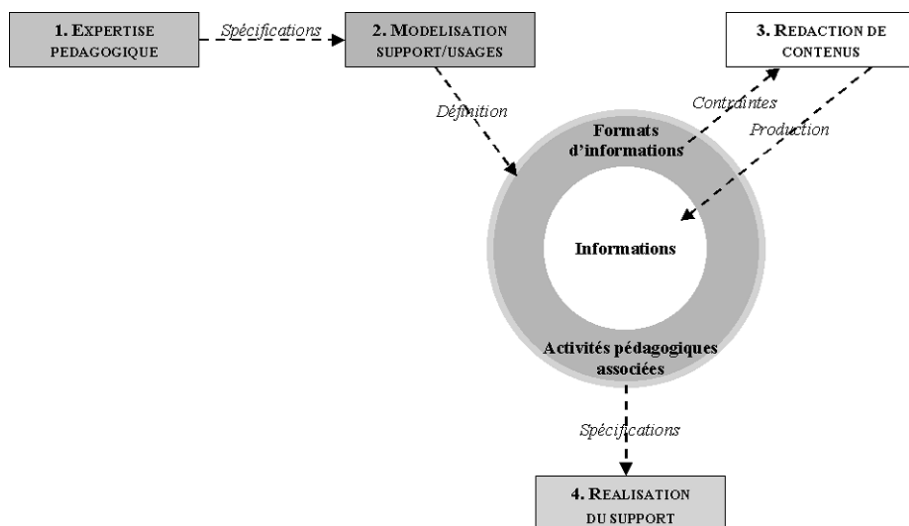 1. EXPERTISE
PEDAGOGIQUE
Spécifications
2. MODELISATION
SUPPORT/USAGES
3. REDACTION DE
CONTENUS
Définition
Contraintes
Production
Formats
d’informations
Informations
Activités pédagogiques
associées
Spécifications
4. REALISATION
DU SUPPORT